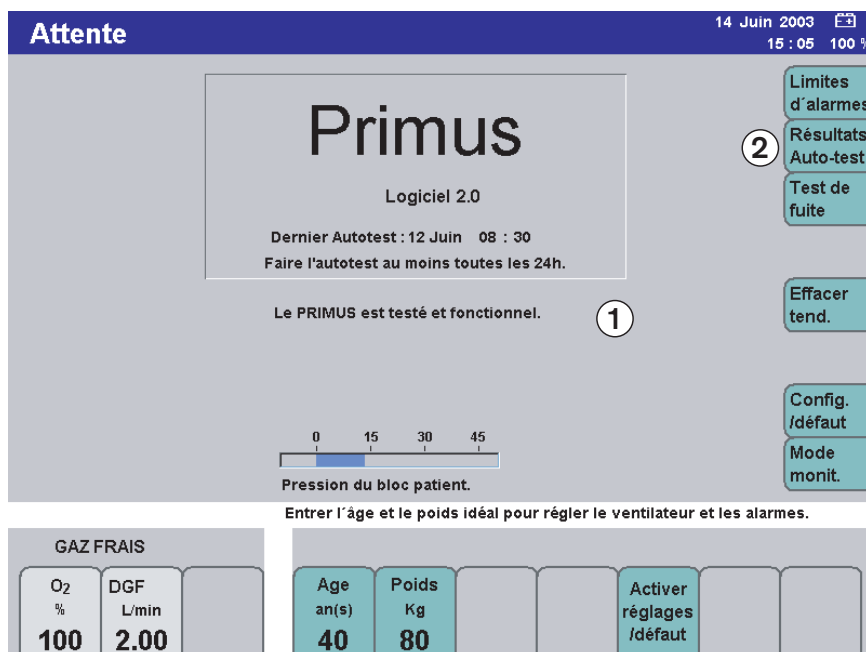 Attente
14 Juin 2003
15 : 05 100 %
Primus
Logiciel 2.0
Dernier Autotest : 12 Juin 08 : 30
Faire l'autotest au moins toutes les 24h.
Le PRIMUS est testé et fonctionnel.
1
Limites
d´alarmes
2
Résultats
Auto-test
Test de
fuite
Effacer
tend.
Config.
/défaut
Mode
monit.
0 15 30 45
Pression du bloc patient.
Entrer l´âge et le poids idéal pour régler le ventilateur et les alarmes.
GAZ FRAIS
O2
%
100
DGF
L/min
2.00
Age
an(s)
40
Poids
Kg
80
Activer
réglages
/défaut